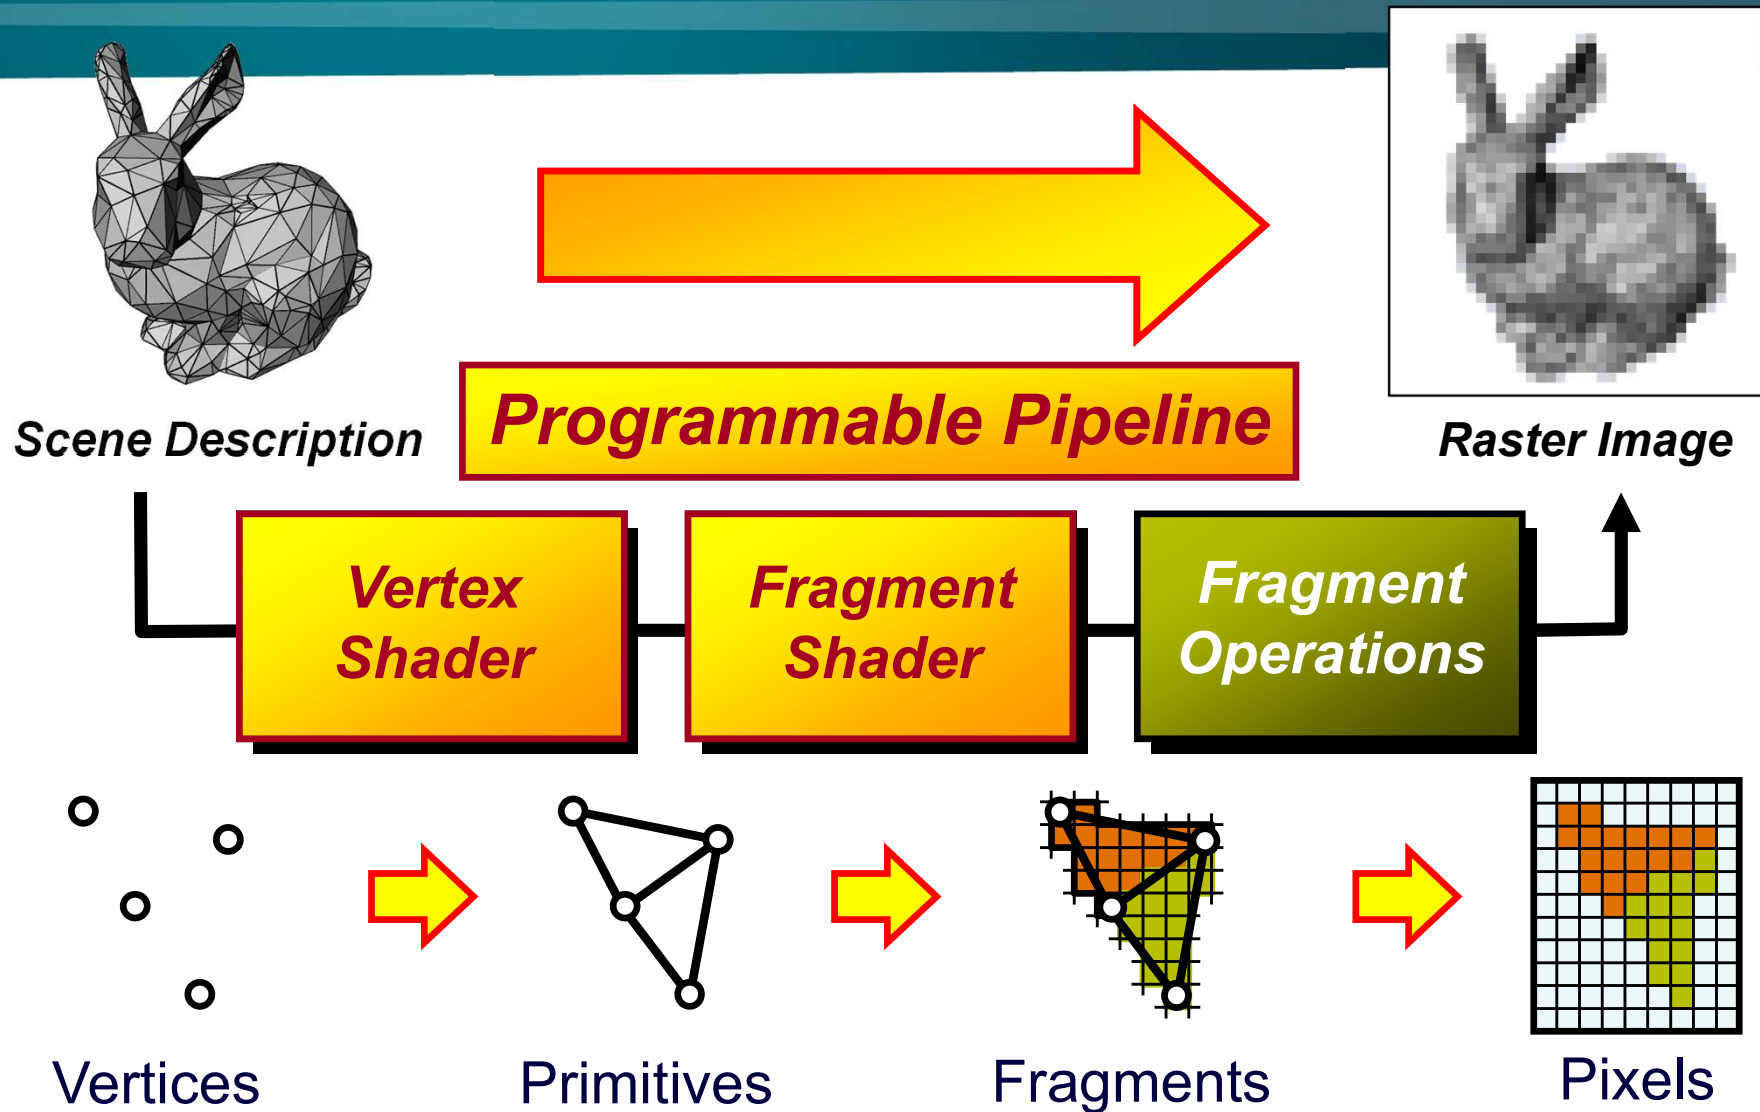 Programmable Pipeline
Scene Description
Raster Image
Vertex
Shader
Fragment
Shader
Fragment
Operations
Vertices
Primitives
Fragments
Pixels